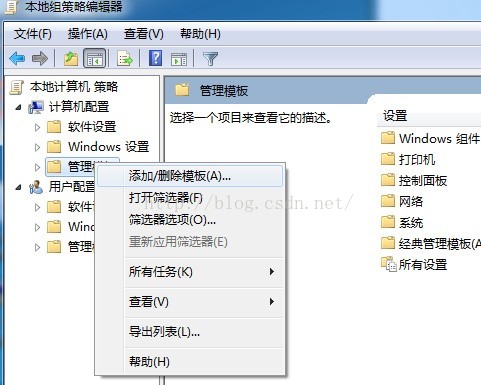 本地组策略编辑器
文件(F) 操作(A) 查看(V) 帮助(H)
本地计算机 策略
计算机配置
软件设置
Windows 设置
管理模板
用户配置
软件
Wind
管理
添加/删除模板(A)...
打开筛选器(F)
筛选器选项(O)...
重新应用筛选器(E)
所有任务(K)
查看(V)
导出列表(L)...
帮助(H)
管理模板
选择一个项目来查看它的描述。
设置
Windows 组件
打印机
控制面板
网络
系统
经典管理模板(A
所有设置
http://blog.csdn.net/